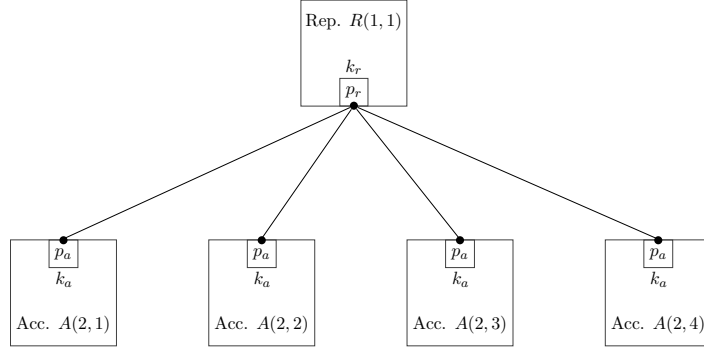 Rep. R(1,1)
k_r
p_r
p_a p_a p_a p_a
k_a k_a k_a k_a
Acc. A(2,1) Acc. A(2,2) Acc. A(2,3) Acc. A(2,4)